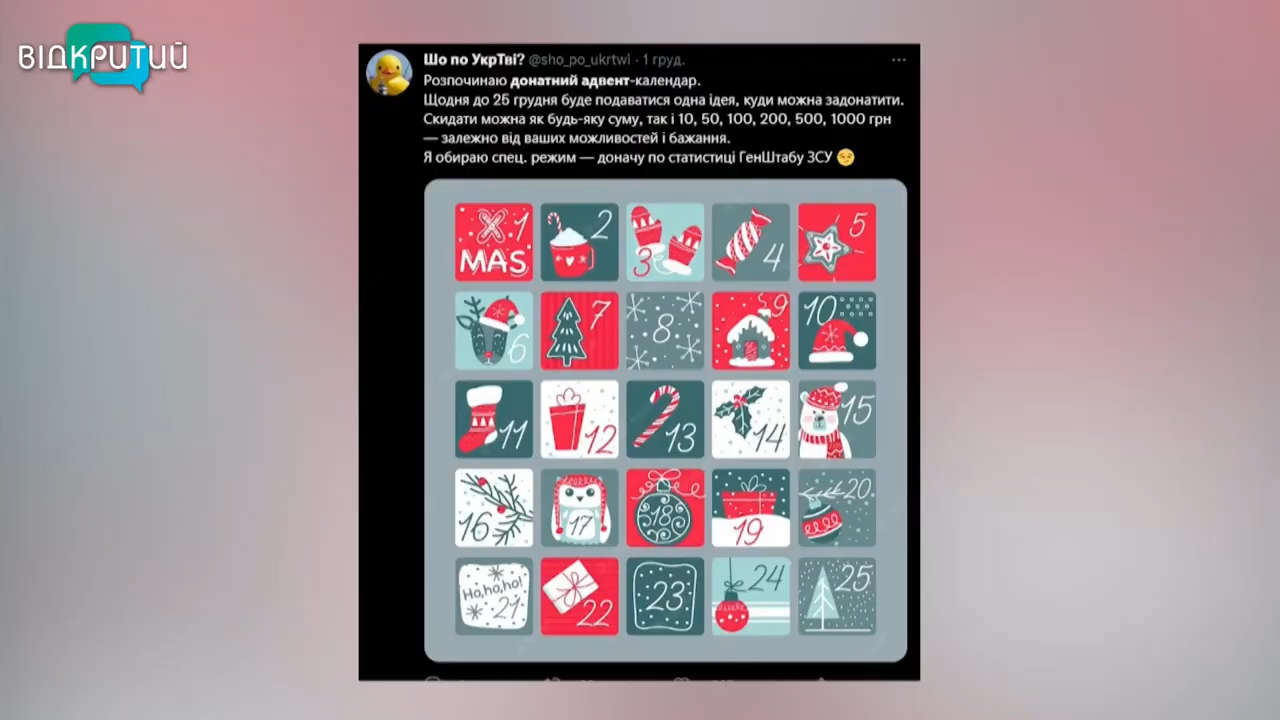 ВІДКРИТИЙ
Шо по УкрТві? @sho_po_ukrtwi · 1 груд.
Розпочинаю донатний адвент-календар.
Щодня до 25 грудня буде подаватися одна ідея, куди можна задонатити.
Скидати можна як будь-яку суму, так і 10, 50, 100, 200, 500, 1000 грн
— залежно від ваших можливостей і бажання.
Я обираю спец. режим — доначу по статистиці ГенШтабу ЗСУ
X 1 2 3 4 5
MAS
6 7 8 9 10
11 12 13 14 15
16 17 18 19 20
Ho, ho, ho!
21 22 23 24 25